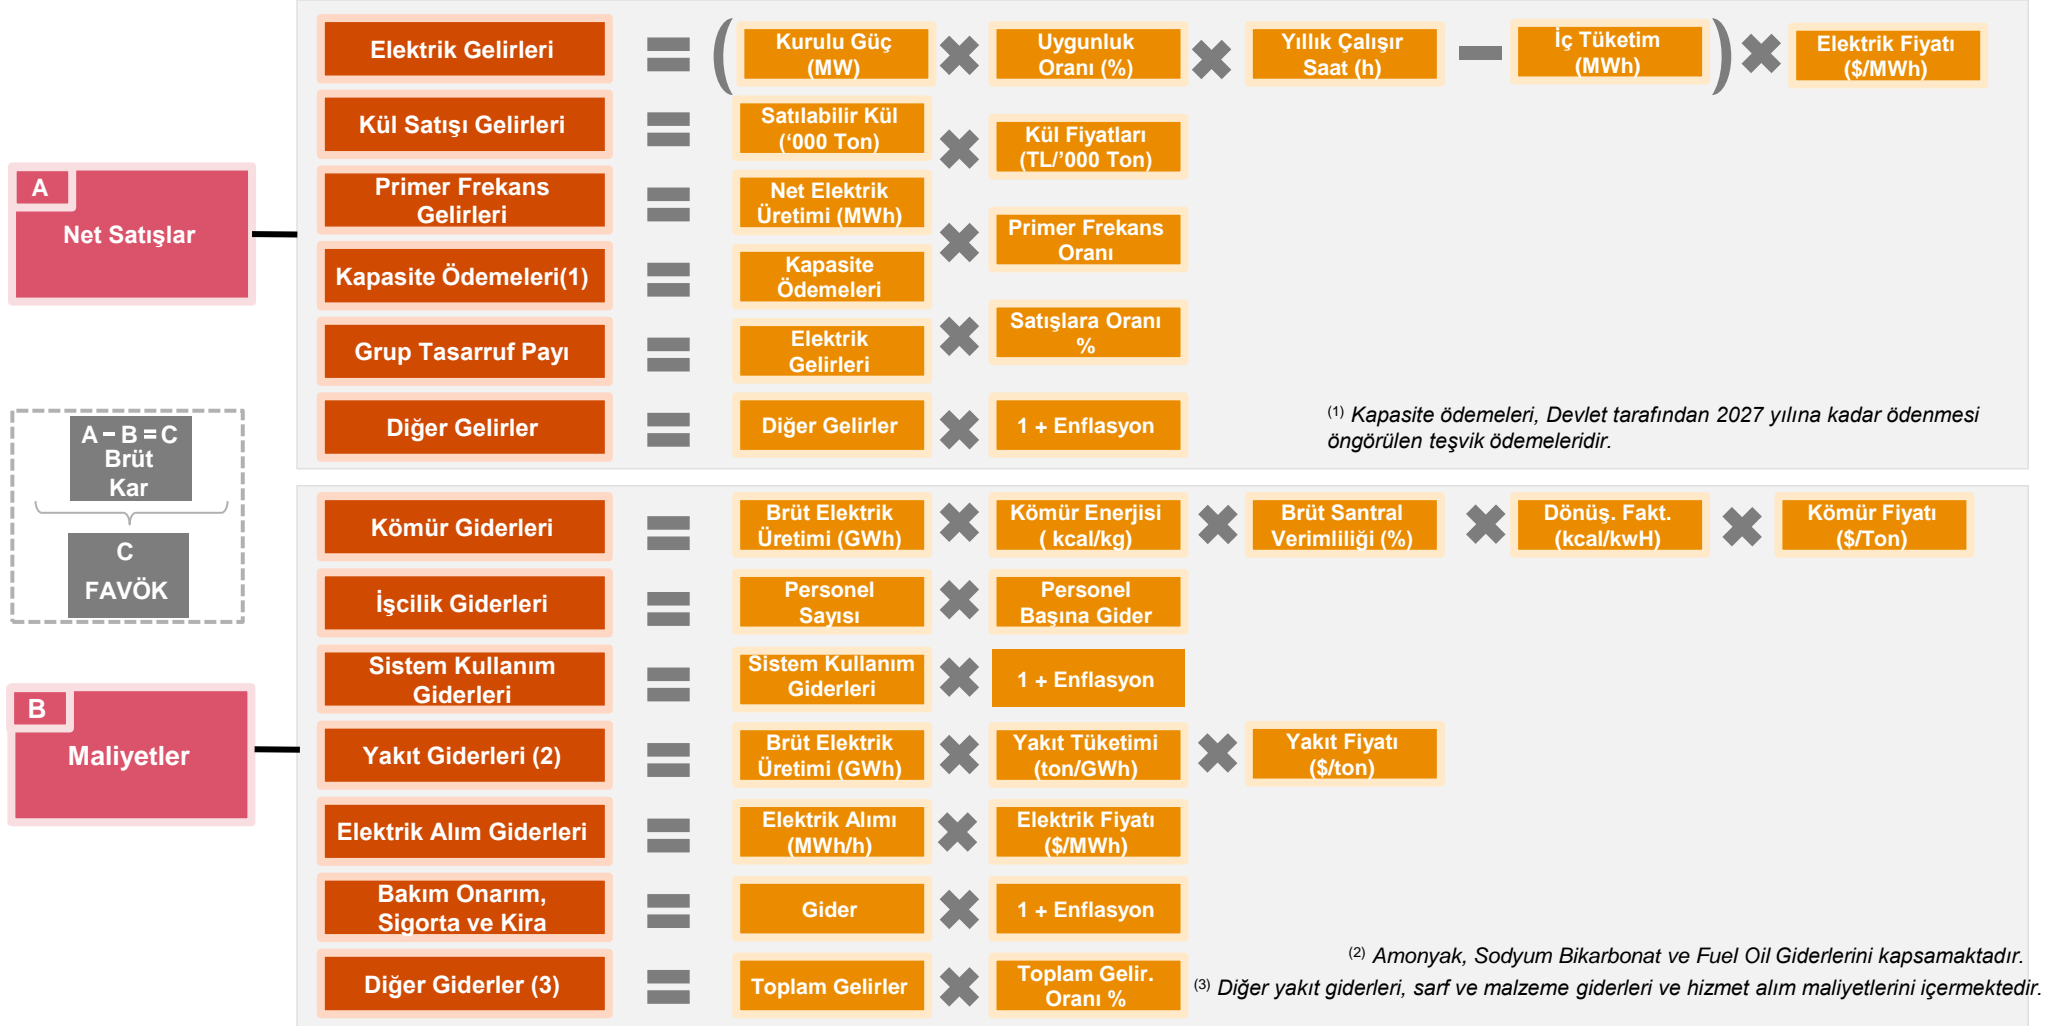 Elektrik Gelirleri
=
(
Kurulu Güç
(MW)
×
Uygunluk
Oranı (%)
×
Yıllık Çalışır
Saat (h)
−
İç Tüketim
(MWh)
)
×
Elektrik Fiyatı
($/MWh)
Kül Satışı Gelirleri
=
Satılabilir Kül
(‘000 Ton)
×
Kül Fiyatları
(TL/’000 Ton)
A
Net Satışlar
Primer Frekans
Gelirleri
=
Net Elektrik
Üretimi (MWh)
×
Primer Frekans
Oranı
Kapasite Ödemeleri(1)
=
Kapasite
Ödemeleri
Grup Tasarruf Payı
=
Elektrik
Gelirleri
×
Satışlara Oranı
%
Diğer Gelirler
=
Diğer Gelirler
×
1 + Enflasyon
(1) Kapasite ödemeleri, Devlet tarafından 2027 yılına kadar ödenmesi
öngörülen teşvik ödemeleridir.
A – B = C
Brüt
Kar
C
FAVÖK
Kömür Giderleri
=
Brüt Elektrik
Üretimi (GWh)
×
Kömür Enerjisi
( kcal/kg)
×
Brüt Santral
Verimliliği (%)
×
Dönüş. Fakt.
(kcal/kwH)
×
Kömür Fiyatı
($/Ton)
İşcilik Giderleri
=
Personel
Sayısı
×
Personel
Başına Gider
B
Maliyetler
Sistem Kullanım
Giderleri
=
Sistem Kullanım
Giderleri
×
1 + Enflasyon
Yakıt Giderleri (2)
=
Brüt Elektrik
Üretimi (GWh)
×
Yakıt Tüketimi
(ton/GWh)
×
Yakıt Fiyatı
($/ton)
Elektrik Alım Giderleri
=
Elektrik Alımı
(MWh/h)
×
Elektrik Fiyatı
($/MWh)
Bakım Onarım,
Sigorta ve Kira
=
Gider
×
1 + Enflasyon
Diğer Giderler (3)
=
Toplam Gelirler
×
Toplam Gelir.
Oranı %
(2) Amonyak, Sodyum Bikarbonat ve Fuel Oil Giderlerini kapsamaktadır.
(3) Diğer yakıt giderleri, sarf ve malzeme giderleri ve hizmet alım maliyetlerini içermektedir.